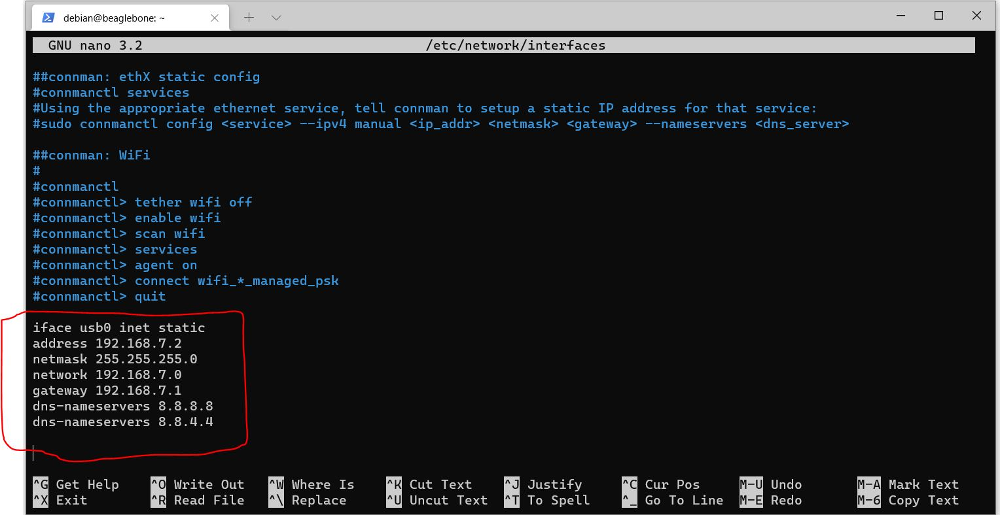 debian@beaglebone: ~
GNU nano 3.2 /etc/network/interfaces
##connman: ethX static config
#connmanctl services
#Using the appropriate ethernet service, tell connman to setup a static IP address for that service:
#sudo connmanctl config <service> --ipv4 manual <ip_addr> <netmask> <gateway> --nameservers <dns_server>
##connman: WiFi
#
#connmanctl
#connmanctl> tether wifi off
#connmanctl> enable wifi
#connmanctl> scan wifi
#connmanctl> services
#connmanctl> agent on
#connmanctl> connect wifi_*_managed_psk
#connmanctl> quit
iface usb0 inet static
address 192.168.7.2
netmask 255.255.255.0
network 192.168.7.0
gateway 192.168.7.1
dns-nameservers 8.8.8.8
dns-nameservers 8.8.4.4
^G Get Help ^O Write Out ^W Where Is ^K Cut Text ^J Justify ^C Cur Pos M-U Undo M-A Mark Text
^X Exit ^R Read File ^\ Replace ^U Uncut Text ^T To Spell ^_ Go To Line M-E Redo M-6 Copy Text